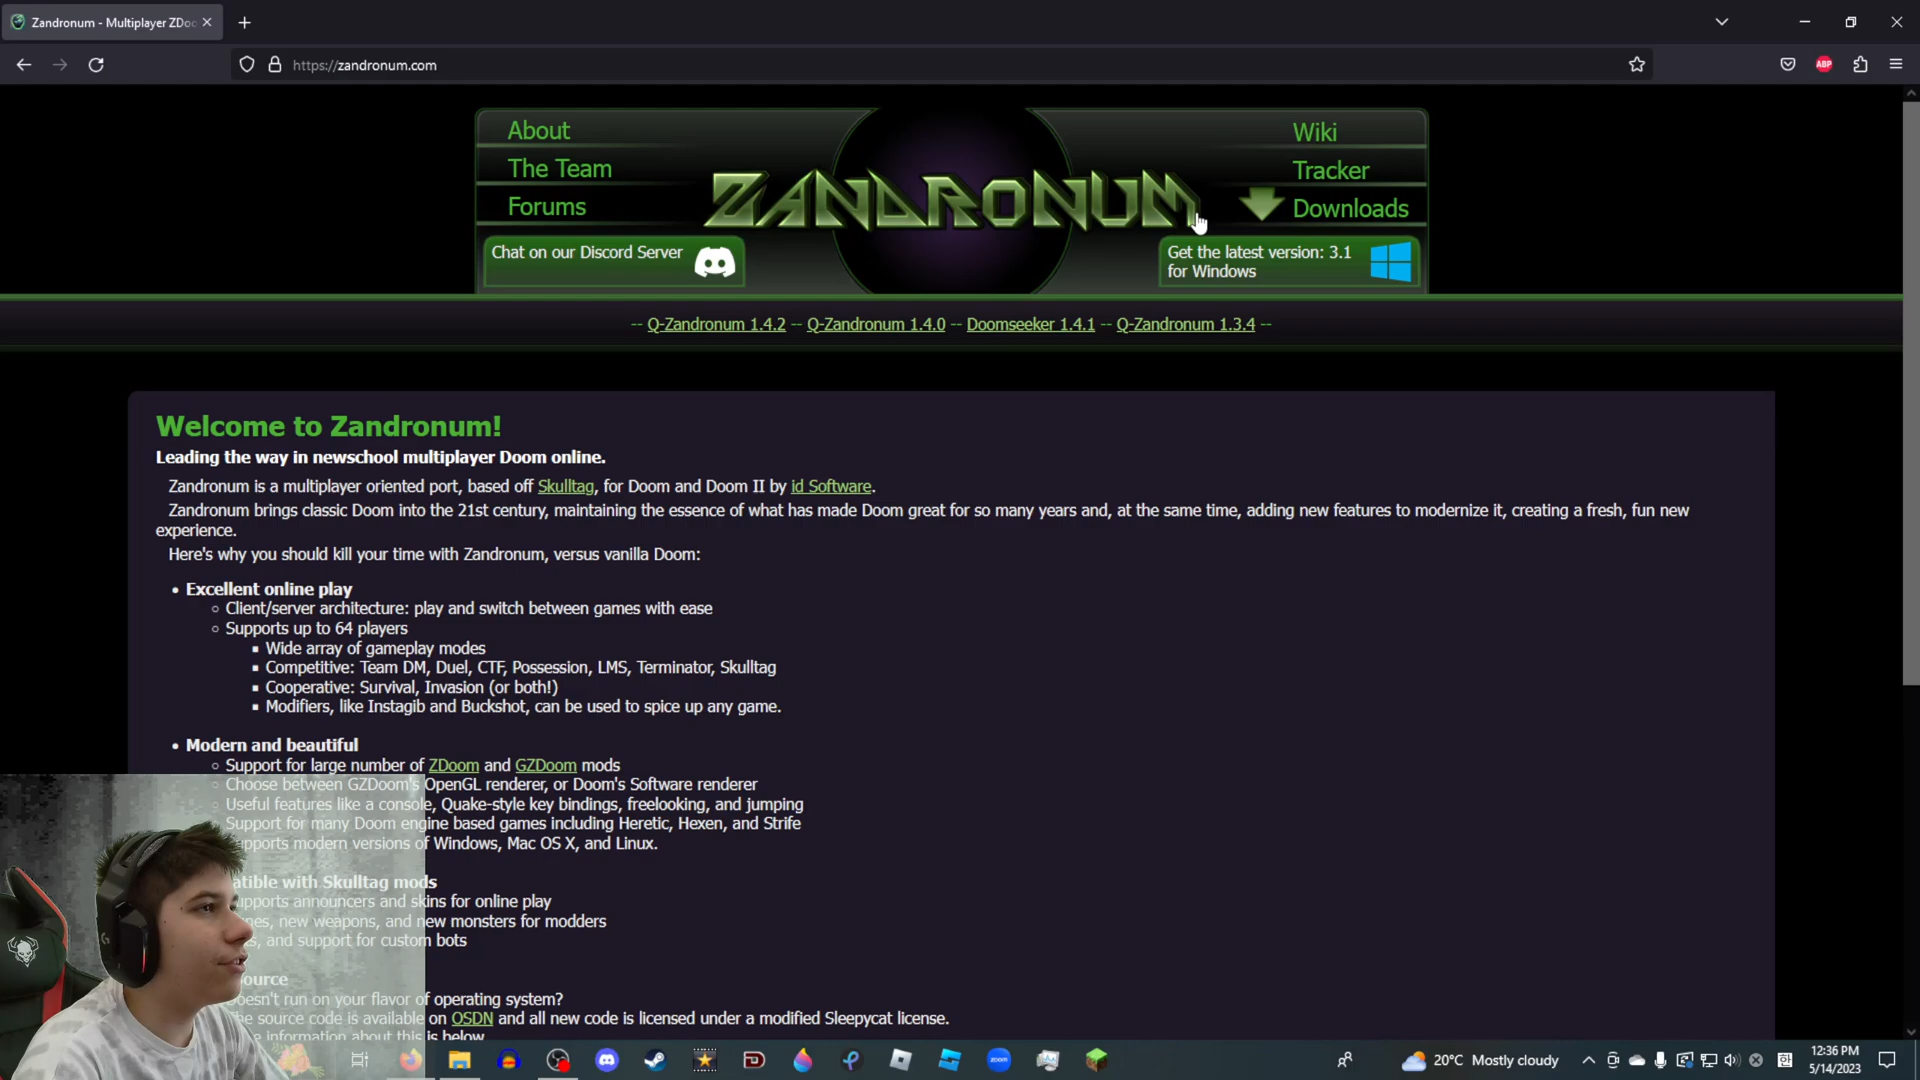 Zandronum - Multiplayer ZDoo
https://zandronum.com
ABP
About
The Team
Forums
ZANDRONUM
Wiki
Tracker
Downloads
Chat on our Discord Server
Get the latest version: 3.1
for Windows
-- Q-Zandronum 1.4.2 -- Q-Zandronum 1.4.0 -- Doomseeker 1.4.1 -- Q-Zandronum 1.3.4 --
Welcome to Zandronum!
Leading the way in newschool multiplayer Doom online.
Zandronum is a multiplayer oriented port, based off Skulltag, for Doom and Doom II by id Software.
Zandronum brings classic Doom into the 21st century, maintaining the essence of what has made Doom great for so many years and, at the same time, adding new features to modernize it, creating a fresh, fun new
experience.
Here's why you should kill your time with Zandronum, versus vanilla Doom:
• Excellent online play
Client/server architecture: play and switch between games with ease
Supports up to 64 players
Wide array of gameplay modes
Competitive: Team DM, Duel, CTF, Possession, LMS, Terminator, Skulltag
Cooperative: Survival, Invasion (or both!)
Modifiers, like Instagib and Buckshot, can be used to spice up any game.
• Modern and beautiful
Support for large number of ZDoom and GZDoom mods
Choose between GZDoom's OpenGL renderer, or Doom's Software renderer
Useful features like a console, Quake-style key bindings, freelooking, and jumping
Support for many Doom engine based games including Heretic, Hexen, and Strife
upports modern versions of Windows, Mac OS X, and Linux.
atible with Skulltag mods
upports announcers and skins for online play
new weapons, and new monsters for modders
and support for custom bots
ource
Doesn't run on your flavor of operating system?
The source code is available on OSDN and all new code is licensed under a modified Sleepycat license.
information about this is below
zoom
20°C Mostly cloudy
12:36 PM
5/14/2023